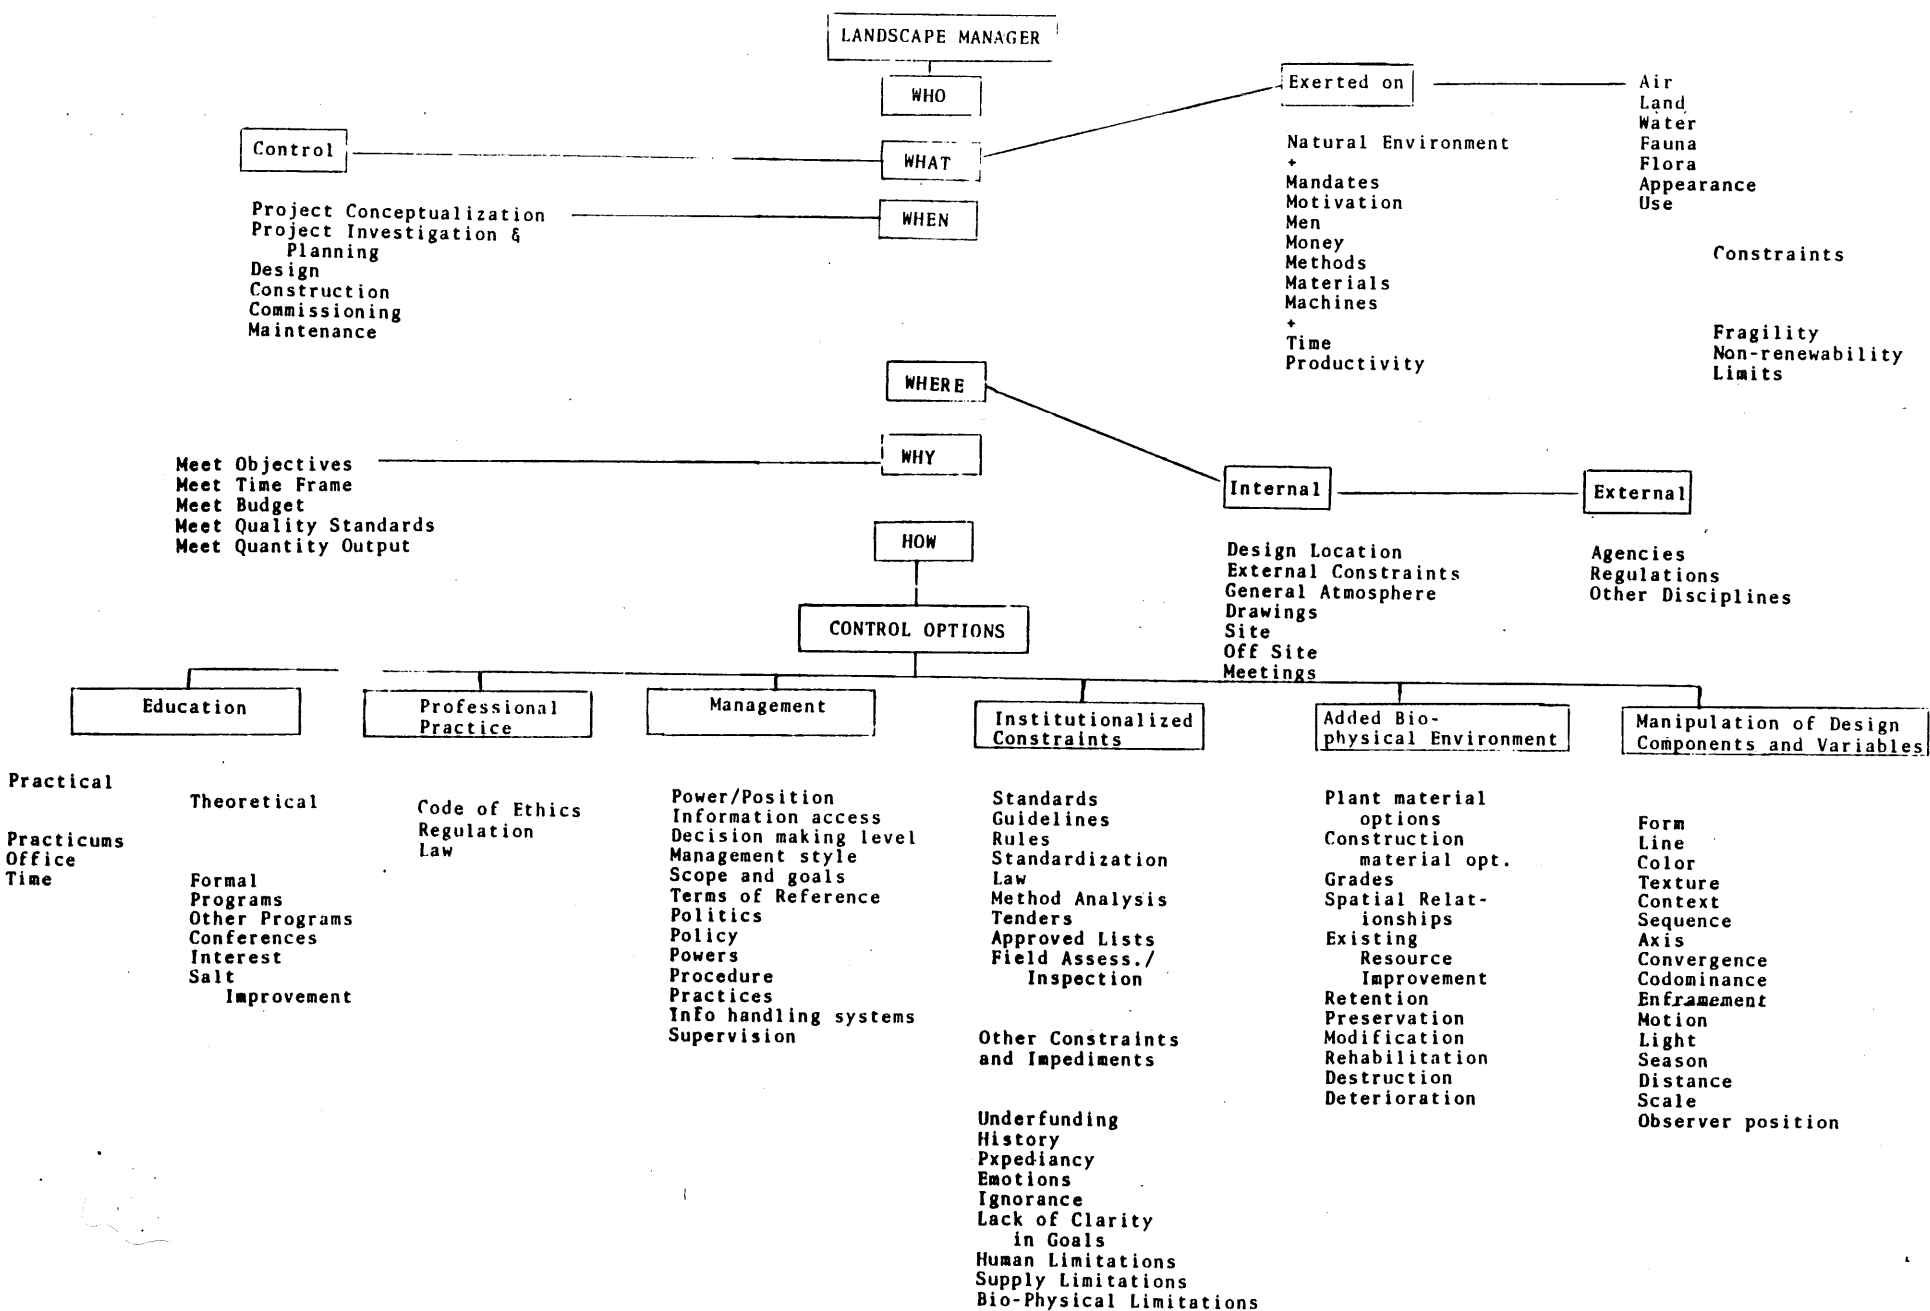 LANDSCAPE MANAGER
WHO
Control
WHAT
Exerted on
Air
Land
Water
Fauna
Flora
Appearance
Use
Natural Environment
+
Mandates
Motivation
Men
Money
Methods
Materials
Machines
+
Time
Productivity
Constraints
Fragility
Non-renewability
Limits
WHEN
Project Conceptualization
Project Investigation &
Planning
Design
Construction
Commissioning
Maintenance
WHERE
WHY
Meet Objectives
Meet Time Frame
Meet Budget
Meet Quality Standards
Meet Quantity Output
Internal
External
Design Location
External Constraints
General Atmosphere
Drawings
Site
Off Site
Meetings
Agencies
Regulations
Other Disciplines
HOW
CONTROL OPTIONS
Education
Practical
Practicums
Office
Time
Theoretical
Formal
Programs
Other Programs
Conferences
Interest
Salt
Improvement
Professional
Practice
Code of Ethics
Regulation
Law
Management
Power/Position
Information access
Decision making level
Management style
Scope and goals
Terms of Reference
Politics
Policy
Powers
Procedure
Practices
Info handling systems
Supervision
Institutionalized
Constraints
Standards
Guidelines
Rules
Standardization
Law
Method Analysis
Tenders
Approved Lists
Field Assess./
Inspection
Other Constraints
and Impediments
Underfunding
History
Pxpediancy
Emotions
Ignorance
Lack of Clarity
in Goals
Human Limitations
Supply Limitations
Bio-Physical Limitations
Added Bio-
physical Environment
Plant material
options
Construction
material opt.
Grades
Spatial Relat-
ionships
Existing
Resource
Improvement
Retention
Preservation
Modification
Rehabilitation
Destruction
Deterioration
Manipulation of Design
Components and Variables
Form
Line
Color
Texture
Context
Sequence
Axis
Convergence
Codominance
Enframement
Motion
Light
Season
Distance
Scale
Observer position